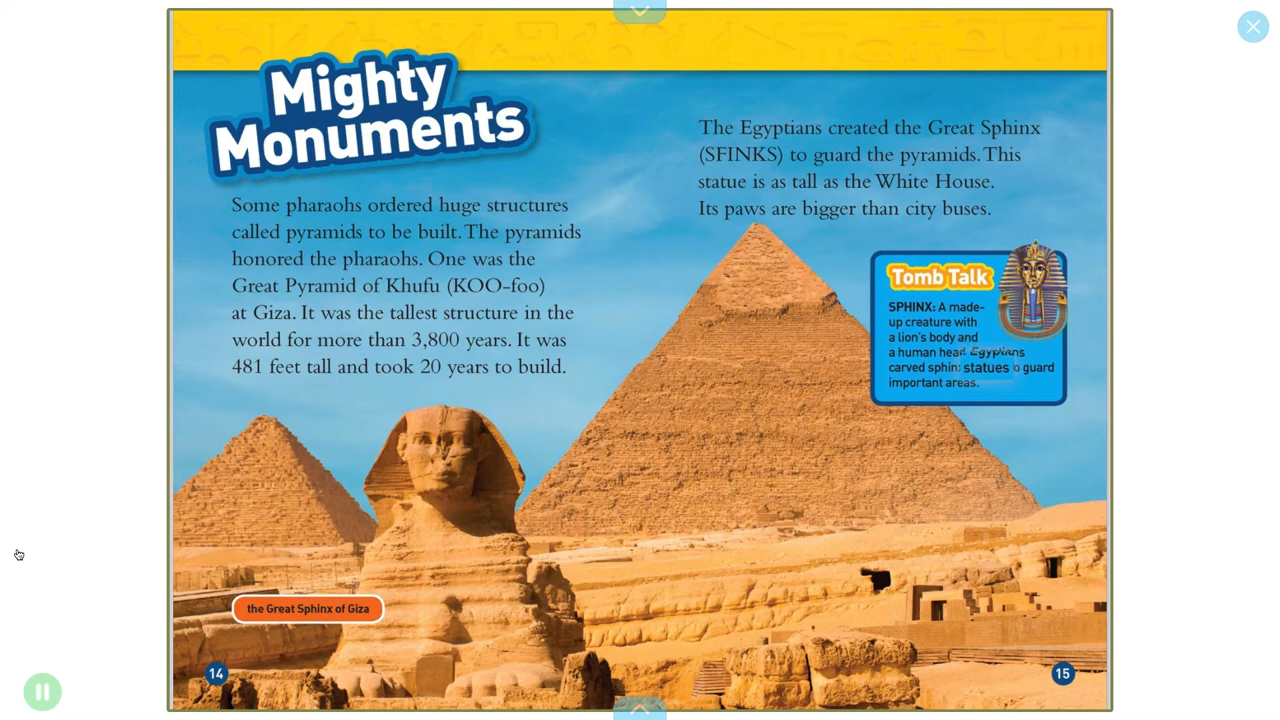 Mighty
Monuments
Some pharaohs ordered huge structures
called pyramids to be built. The pyramids
honored the pharaohs. One was the
Great Pyramid of Khufu (KOO-foo)
at Giza. It was the tallest structure in the
world for more than 3,800 years. It was
481 feet tall and took 20 years to build.
the Great Sphinx of Giza
14
The Egyptians created the Great Sphinx
(SFINKS) to guard the pyramids. This
statue is as tall as the White House.
Its paws are bigger than city buses.
Tomb Talk
SPHINX: A made-
up creature with
a lion's body and
a human head Egyptians
carved sphinx statues to guard
important areas.
15